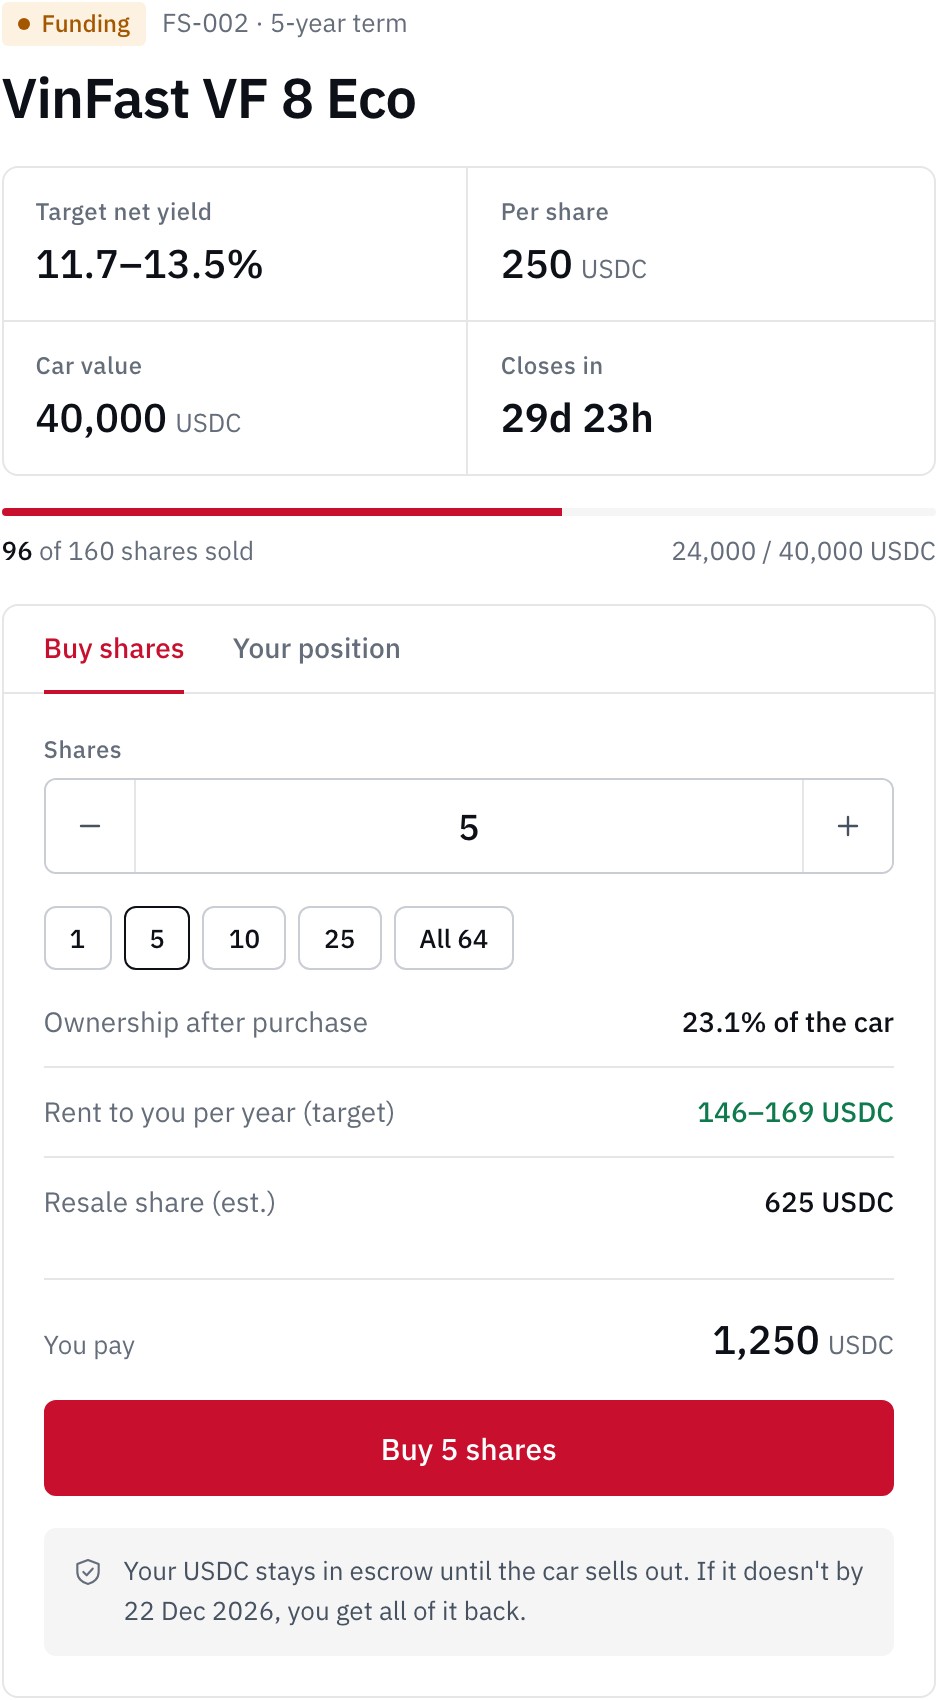 Funding FS-002 · 5-year term
VinFast VF 8 Eco
Target net yield
11.7–13.5%
Per share
250 USDC
Car value
40,000 USDC
Closes in
29d 23h
96 of 160 shares sold
24,000 / 40,000 USDC
Buy shares
Your position
Shares
− 5 +
1 5 10 25 All 64
Ownership after purchase 23.1% of the car
Rent to you per year (target) 146–169 USDC
Resale share (est.) 625 USDC
You pay 1,250 USDC
Buy 5 shares
Your USDC stays in escrow until the car sells out. If it doesn't by
22 Dec 2026, you get all of it back.